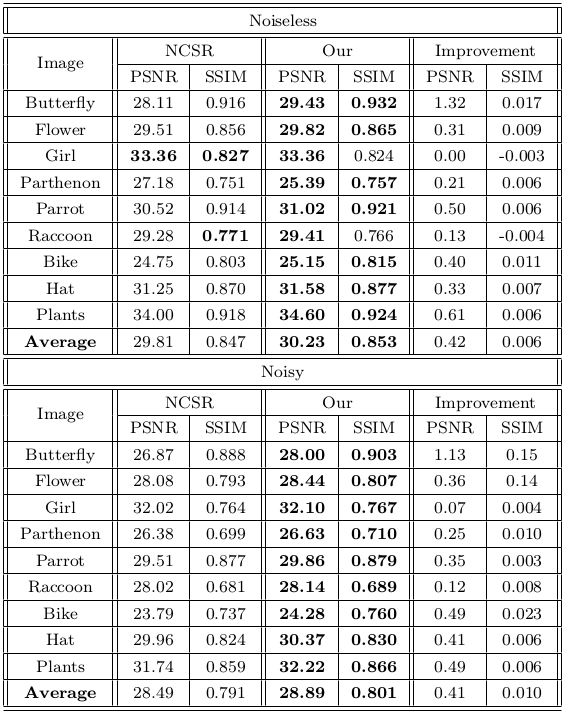 Noiseless
Image NCSR Our Improvement
PSNR SSIM PSNR SSIM PSNR SSIM
Butterfly 28.11 0.916 29.43 0.932 1.32 0.017
Flower 29.51 0.856 29.82 0.865 0.31 0.009
Girl 33.36 0.827 33.36 0.824 0.00 -0.003
Parthenon 27.18 0.751 25.39 0.757 0.21 0.006
Parrot 30.52 0.914 31.02 0.921 0.50 0.006
Raccoon 29.28 0.771 29.41 0.766 0.13 -0.004
Bike 24.75 0.803 25.15 0.815 0.40 0.011
Hat 31.25 0.870 31.58 0.877 0.33 0.007
Plants 34.00 0.918 34.60 0.924 0.61 0.006
Average 29.81 0.847 30.23 0.853 0.42 0.006
Noisy
Image NCSR Our Improvement
PSNR SSIM PSNR SSIM PSNR SSIM
Butterfly 26.87 0.888 28.00 0.903 1.13 0.15
Flower 28.08 0.793 28.44 0.807 0.36 0.14
Girl 32.02 0.764 32.10 0.767 0.07 0.004
Parthenon 26.38 0.699 26.63 0.710 0.25 0.010
Parrot 29.51 0.877 29.86 0.879 0.35 0.003
Raccoon 28.02 0.681 28.14 0.689 0.12 0.008
Bike 23.79 0.737 24.28 0.760 0.49 0.023
Hat 29.96 0.824 30.37 0.830 0.41 0.006
Plants 31.74 0.859 32.22 0.866 0.49 0.006
Average 28.49 0.791 28.89 0.801 0.41 0.010